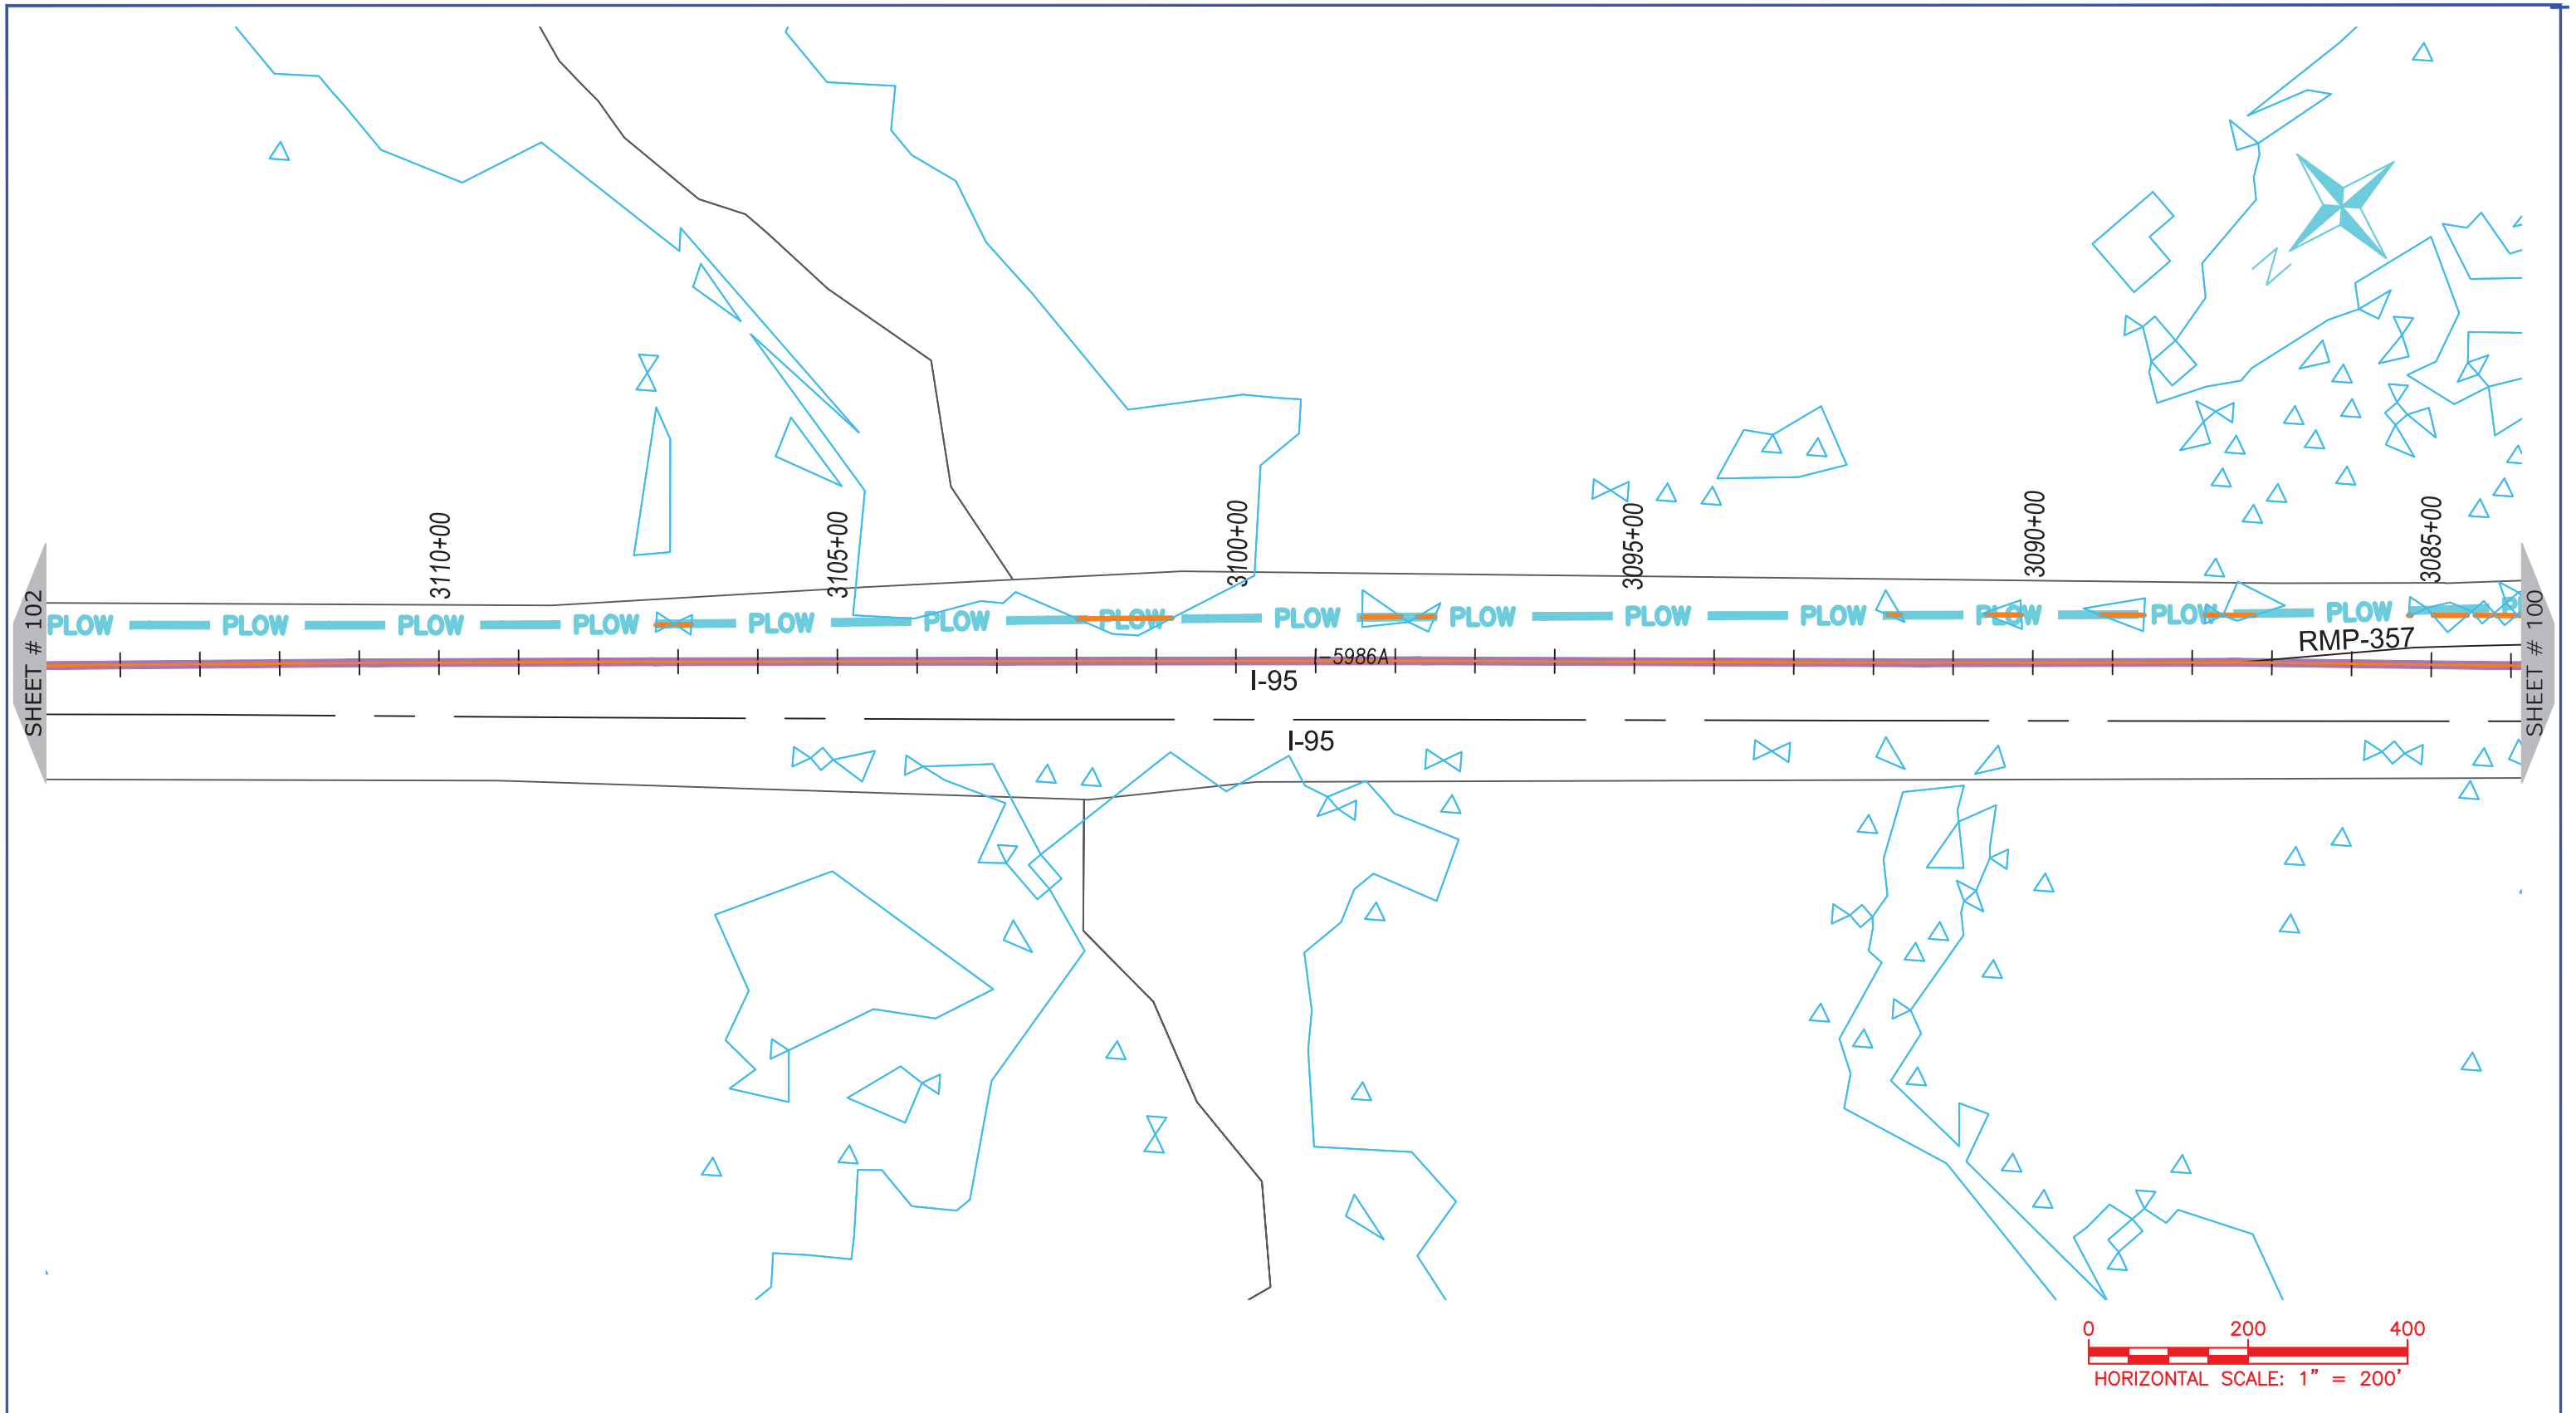 3110+00
3105+00
3100+00
3095+00
3090+00
3085+00
SHEET # 102
PLOW PLOW PLOW PLOW PLOW PLOW PLOW PLOW PLOW PLOW PLOW PLOW PLOW PL
SHEET # 100
RMP-357
I-5986A
I-95
I-95
N
0 200 400
HORIZONTAL SCALE: 1" = 200'